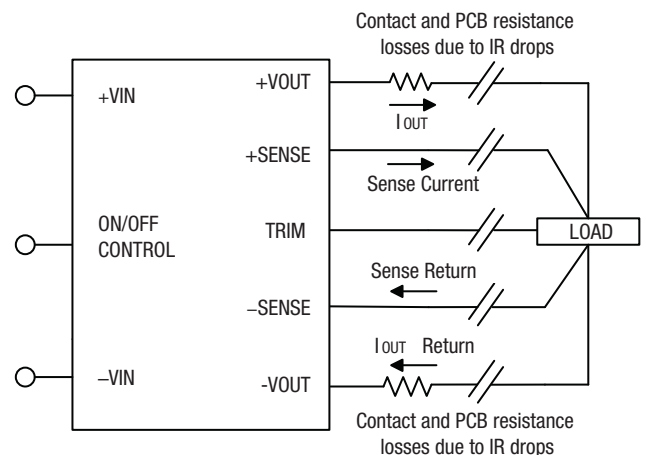 Contact and PCB resistance
losses due to IR drops
+VOUT
+VIN
IOUT
+SENSE
Sense Current
ON/OFF
CONTROL
TRIM
LOAD
Sense Return
−SENSE
IOUT Return
−VIN
-VOUT
Contact and PCB resistance
losses due to IR drops